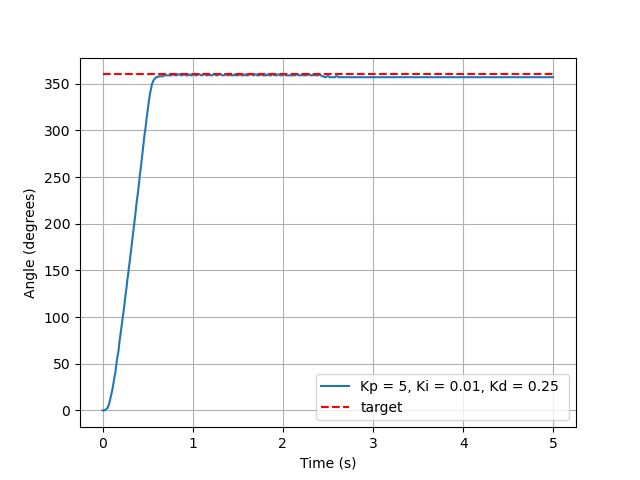 350
300
250
200
150
100
50
0
Angle (degrees)
Kp = 5, Ki = 0.01, Kd = 0.25
target
0 1 2 3 4 5
Time (s)